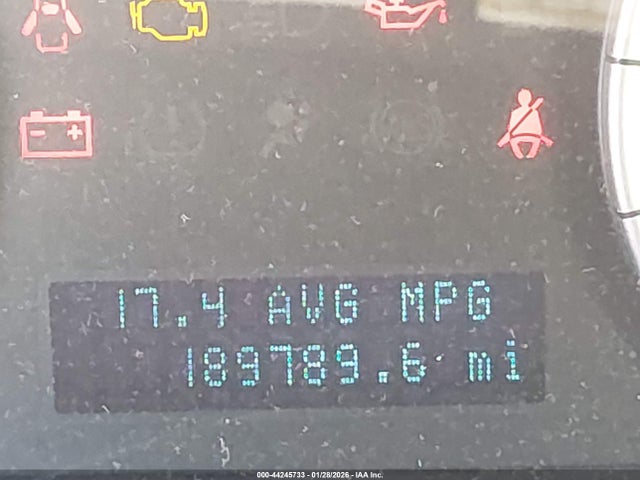 17.4 AVG MPG
189789.6 mi
000-44245733 - 01/28/2026 - IAA Inc.